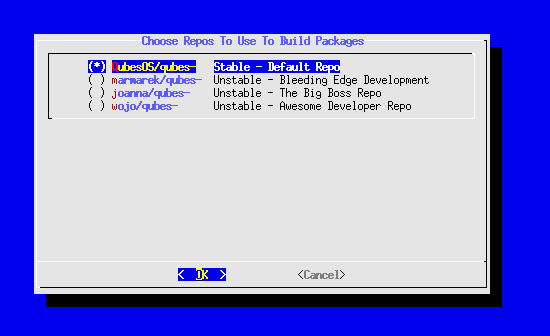 Choose Repos To Use To Build Packages
(*) QubesOS/qubes- Stable - Default Repo
( ) marmarek/qubes- Unstable - Bleeding Edge Development
( ) joanna/qubes- Unstable - The Big Boss Repo
( ) wojo/qubes- Unstable - Awesome Developer Repo
< OK > <Cancel>